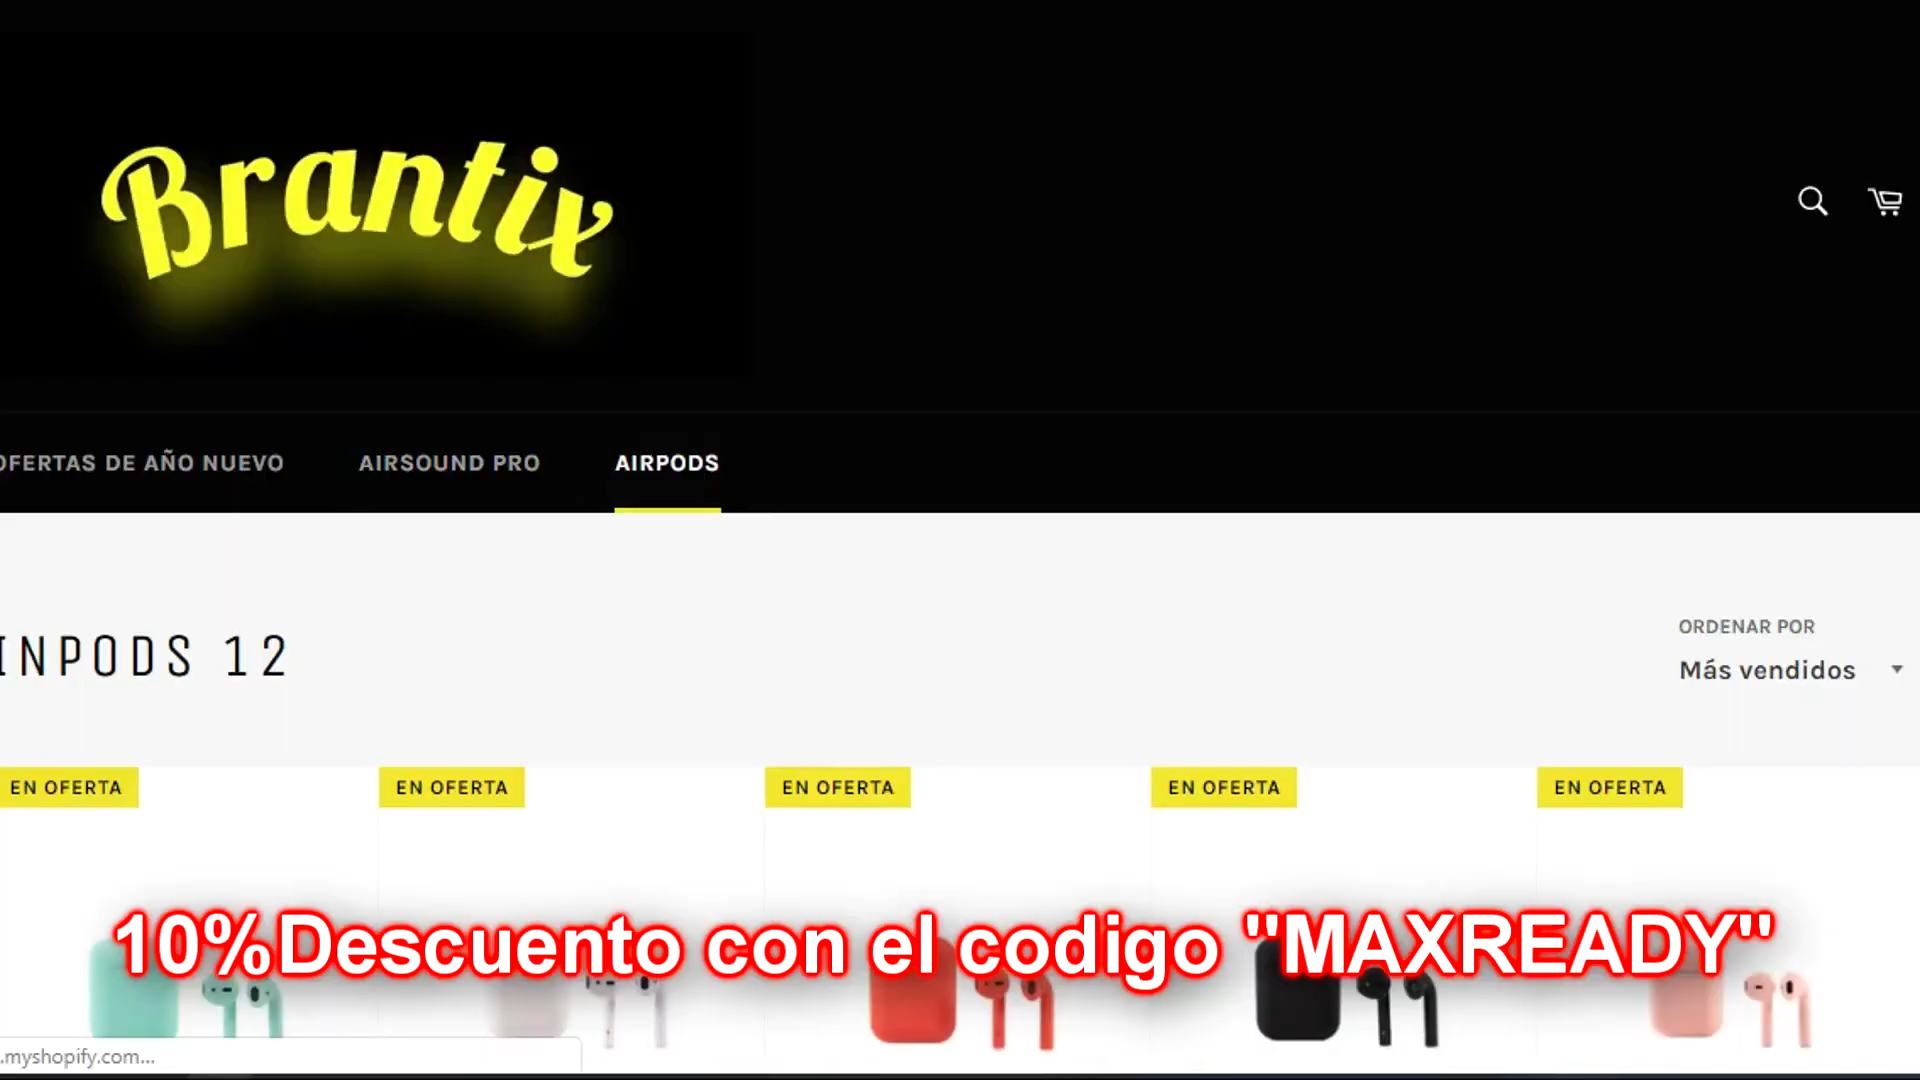 Brantix
OFERTAS DE AÑO NUEVO AIRSOUND PRO AIRPODS
INPODS 12
ORDENAR POR
Más vendidos
EN OFERTA EN OFERTA EN OFERTA EN OFERTA EN OFERTA
10%Descuento con el codigo "MAXREADY"
.myshopify.com...